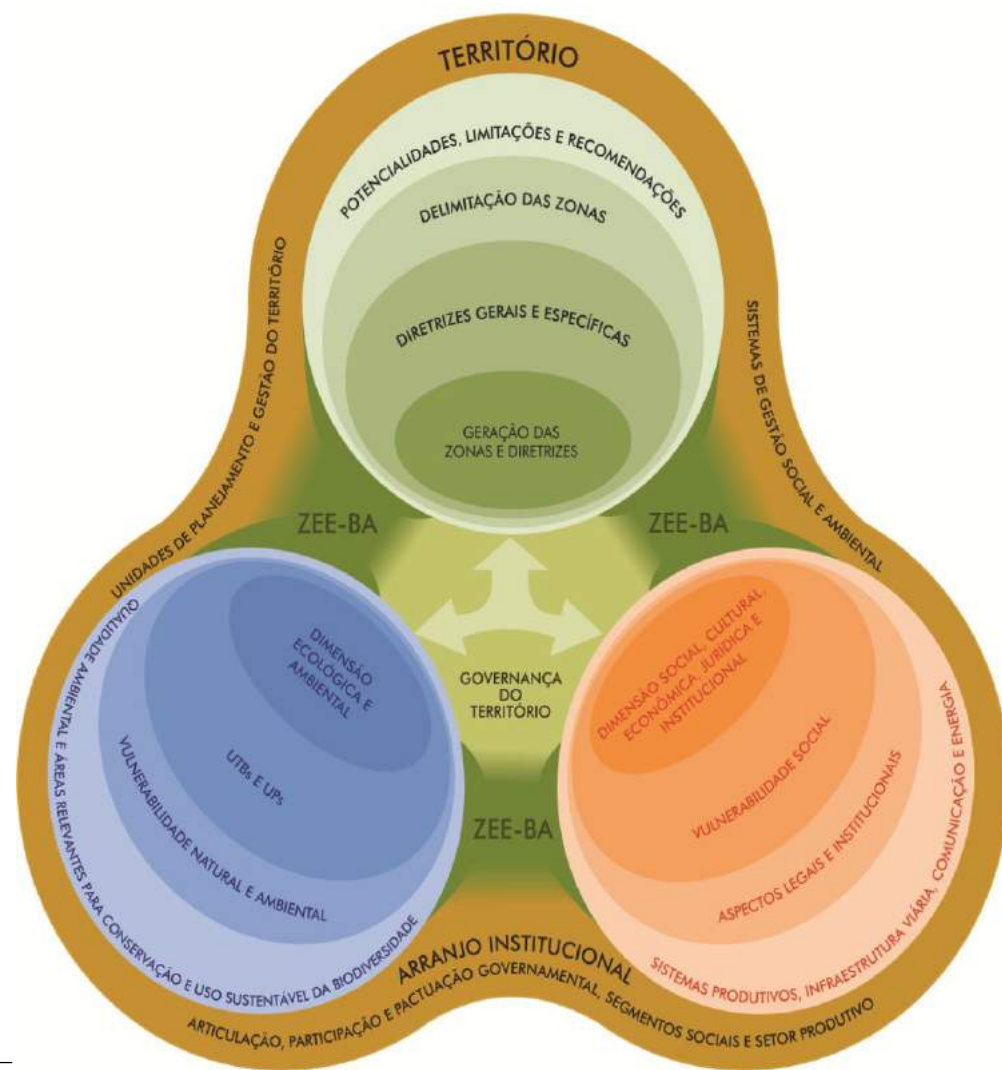 TERRITÓRIO
POTENCIALIDADES, LIMITAÇÕES E RECOMENDAÇÕES
DELIMITAÇÃO DAS ZONAS
DIRETRIZES GERAIS E ESPECÍFICAS
GERAÇÃO DAS
ZONAS E DIRETRIZES
UNIDADES DE PLANEJAMENTO E GESTÃO DO TERRITÓRIO
SISTEMAS DE GESTÃO SOCIAL E AMBIENTAL
ZEE-BA
ZEE-BA
GOVERNANÇA
DO
TERRITÓRIO
ZEE-BA
DIMENSÃO
ECOLÓGICA E
AMBIENTAL
UTBs E UPs
VULNERABILIDADE NATURAL E AMBIENTAL
QUALIDADE AMBIENTAL E ÁREAS RELEVANTES PARA CONSERVAÇÃO E USO SUSTENTÁVEL DA BIODIVERSIDADE
DIMENSÃO SOCIAL, CULTURAL,
ECONÔMICA, JURÍDICA E
INSTITUCIONAL
VULNERABILIDADE SOCIAL
ASPECTOS LEGAIS E INSTITUCIONAIS
SISTEMAS PRODUTIVOS, INFRAESTRUTURA VIÁRIA, COMUNICAÇÃO E ENERGIA
ARRANJO INSTITUCIONAL
ARTICULAÇÃO, PARTICIPAÇÃO E PACTUAÇÃO GOVERNAMENTAL, SEGMENTOS SOCIAIS E SETOR PRODUTIVO